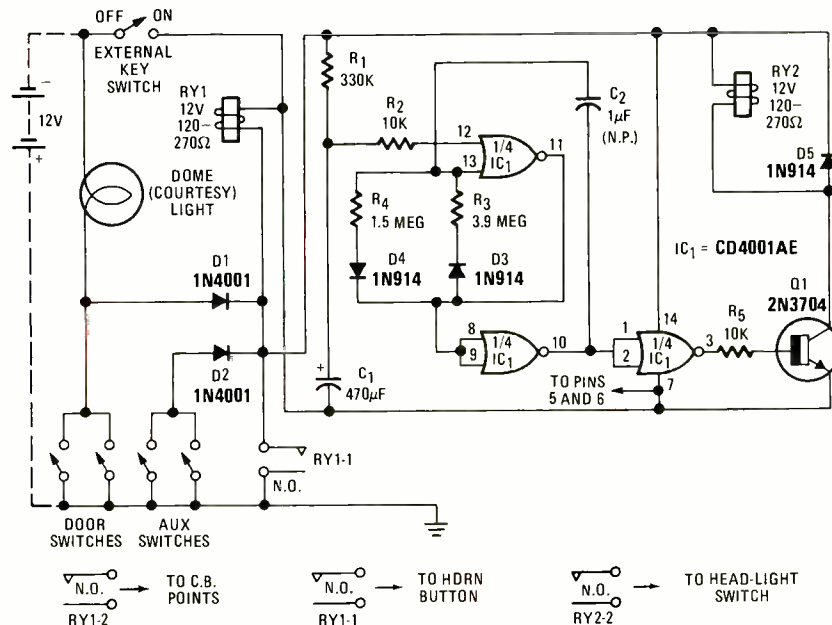 OFF ON
EXTERNAL
KEY
SWITCH
−
12V
+
RY1
12V
120~
270Ω
DOME
(COURTESY)
LIGHT
D1
1N4001
D2
1N4001
R1
330K
R2
10K
12
13
1/4
IC1
11
C2
1µF
(N.P.)
R4
1.5 MEG
R3
3.9 MEG
D4
1N914
D3
1N914
8
9
1/4
IC1
10
+
C1
470µF
1
2
14
1/4
IC1
3
7
TO PINS
5 AND 6
R5
10K
RY2
12V
120~
270Ω
D5
1N914
IC1 = CD4001AE
Q1
2N3704
RY1-1
N.O.
DOOR
SWITCHES
AUX
SWITCHES
N.O.
RY1-2
TO C.B.
POINTS
N.O.
RY1-1
TO HDRN
BUTTON
N.O.
RY2-2
TO HEAD-LIGHT
SWITCH